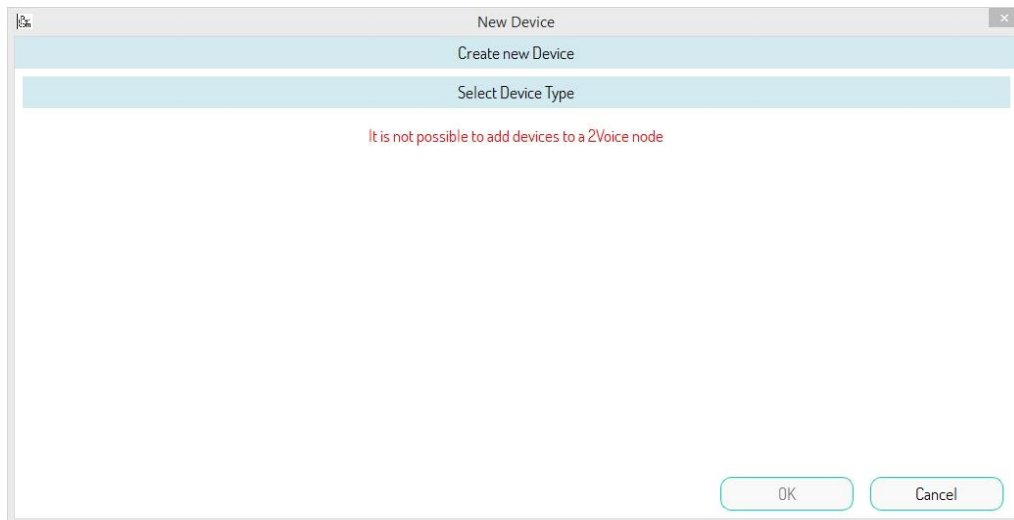 New Device
Create new Device
Select Device Type
It is not possible to add devices to a 2Voice node
OK
Cancel